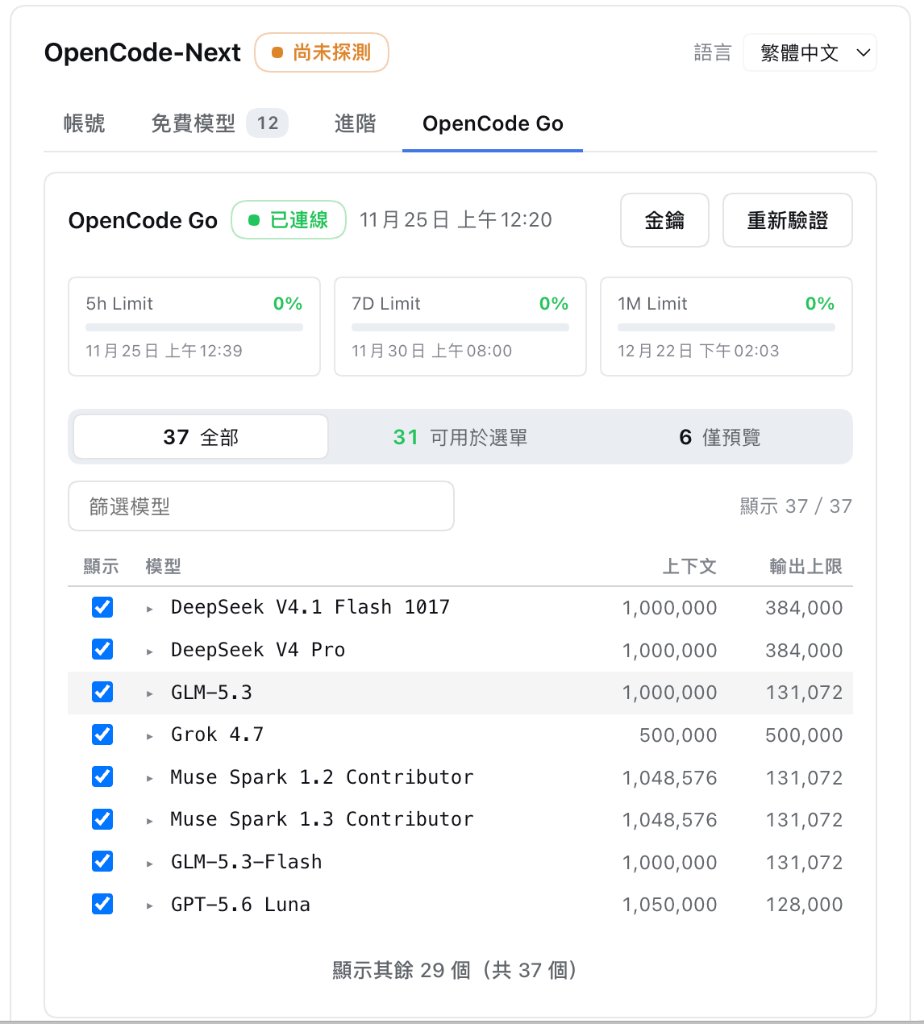 OpenCode-Next 尚未探測 語言 繁體中文
帳號 免費模型 12 進階 OpenCode Go
OpenCode Go 已連線 11月25日 上午12:20 金鑰 重新驗證
5h Limit 0% 7D Limit 0% 1M Limit 0%
11月25日 上午12:39 11月30日 上午08:00 12月22日 下午02:03
37 全部 31 可用於選單 6 僅預覽
篩選模型 顯示 37 / 37
顯示 模型 上下文 輸出上限
DeepSeek V4.1 Flash 1017 1,000,000 384,000
DeepSeek V4 Pro 1,000,000 384,000
GLM-5.3 1,000,000 131,072
Grok 4.7 500,000 500,000
Muse Spark 1.2 Contributor 1,048,576 131,072
Muse Spark 1.3 Contributor 1,048,576 131,072
GLM-5.3-Flash 1,000,000 131,072
GPT-5.6 Luna 1,050,000 128,000
顯示其餘 29 個（共 37 個）